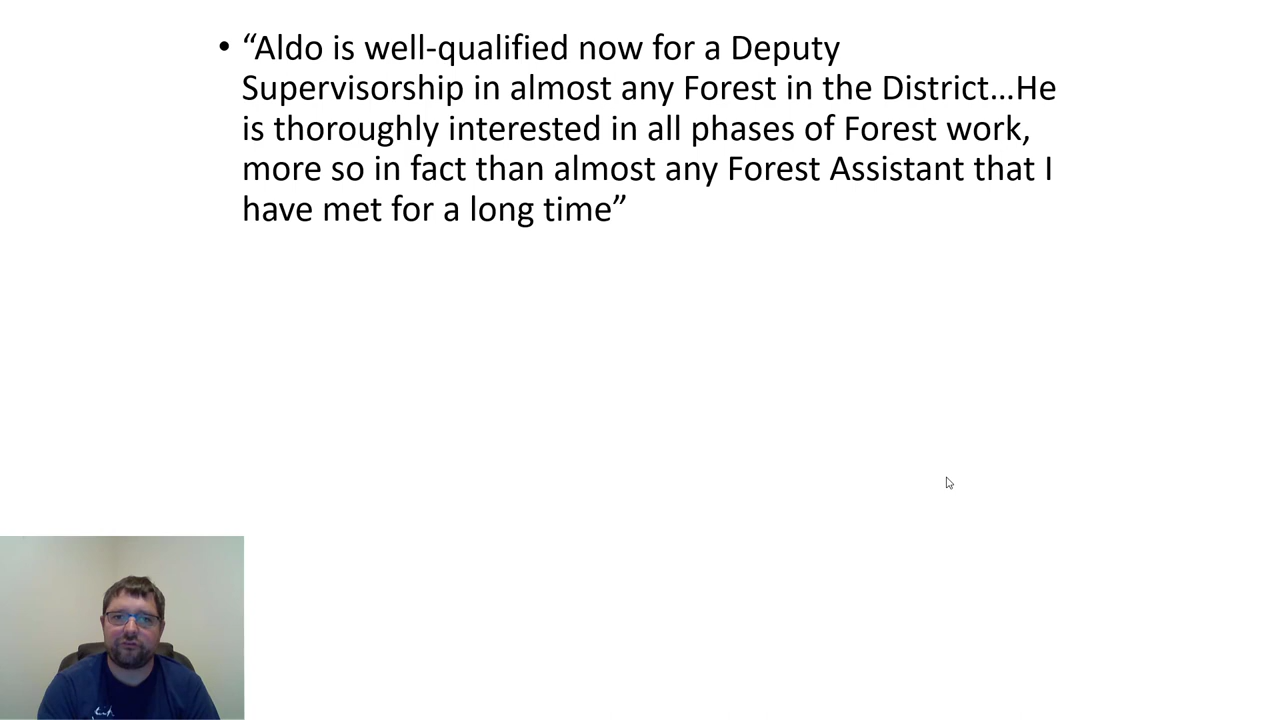 • “Aldo is well-qualified now for a Deputy
Supervisorship in almost any Forest in the District…He
is thoroughly interested in all phases of Forest work,
more so in fact than almost any Forest Assistant that I
have met for a long time”